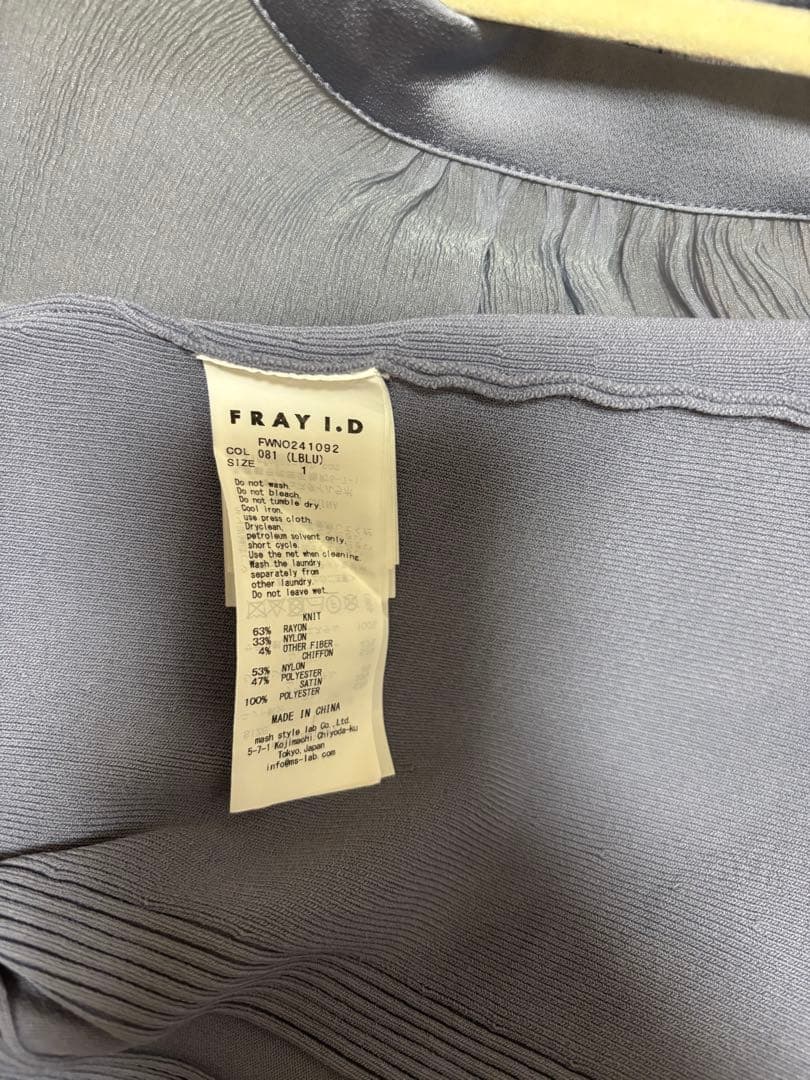 FRAY I.D
FWNO241092
COL 081 (LBLU)
SIZE 1
Do not wash.
Do not bleach.
Do not tumble dry.
Cool iron.
use press cloth.
Dryclean,
petroleum solvent only,
short cycle.
Use the net when cleaning.
Wash the laundry
separately from
other laundry.
Do not leave wet.
KNIT
63% RAYON
33% NYLON
4% OTHER FIBER
CHIFFON
53% NYLON
47% POLYESTER
SATIN
100% POLYESTER
MADE IN CHINA
mash style lab Co.,Ltd.
5-7-1 Kojimachi, Chiyoda-ku
Tokyo, Japan
info@ms-lab.com